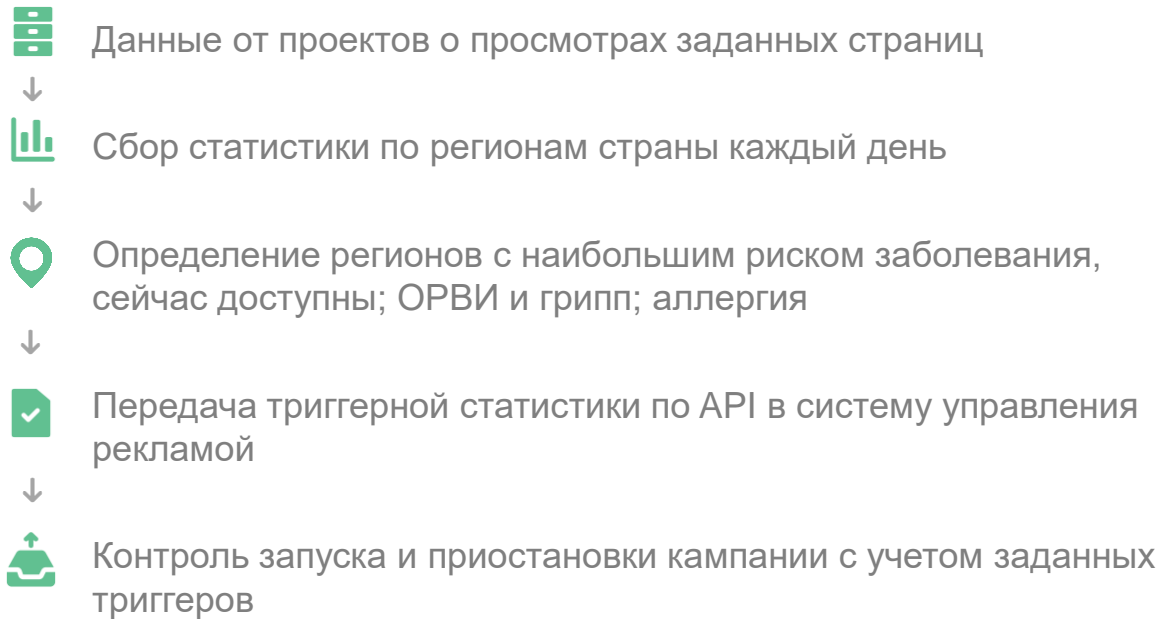 Данные от проектов о просмотрах заданных страниц
Сбор статистики по регионам страны каждый день
Определение регионов с наибольшим риском заболевания,
сейчас доступны; ОРВИ и грипп; аллергия
Передача триггерной статистики по API в систему управления
рекламой
Контроль запуска и приостановки кампании с учетом заданных
триггеров